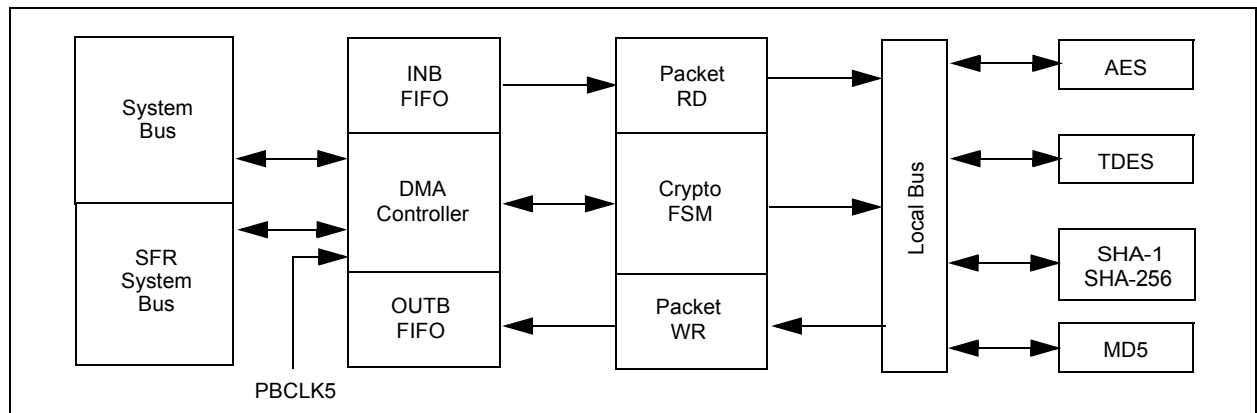 System
Bus
SFR
System
Bus
PBCLK5
INB
FIFO
DMA
Controller
OUTB
FIFO
Packet
RD
Crypto
FSM
Packet
WR
Local Bus
AES
TDES
SHA-1
SHA-256
MD5